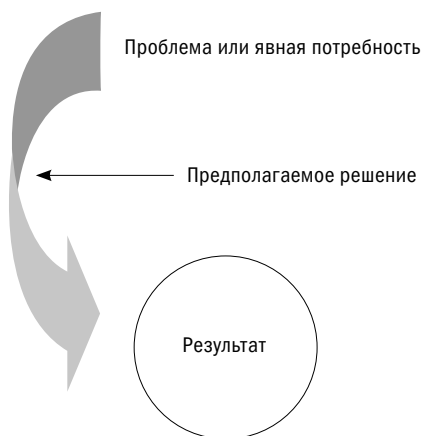 Проблема или явная потребность
Предполагаемое решение
Результат